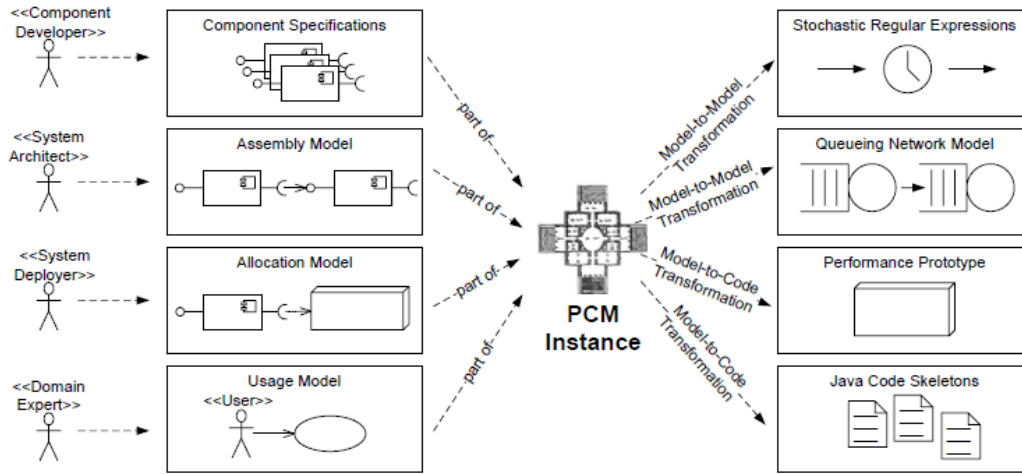 <<Component
Developer>>
Component Specifications
part of
<<System
Architect>>
Assembly Model
part of
<<System
Deployer>>
Allocation Model
part of
<<Domain
Expert>>
Usage Model
<<User>>
part of
PCM
Instance
Model-to-Model
Transformation
Stochastic Regular Expressions
Model-to-Model
Transformation
Queueing Network Model
Model-to-Code
Transformation
Performance Prototype
Model-to-Code
Transformation
Java Code Skeletons